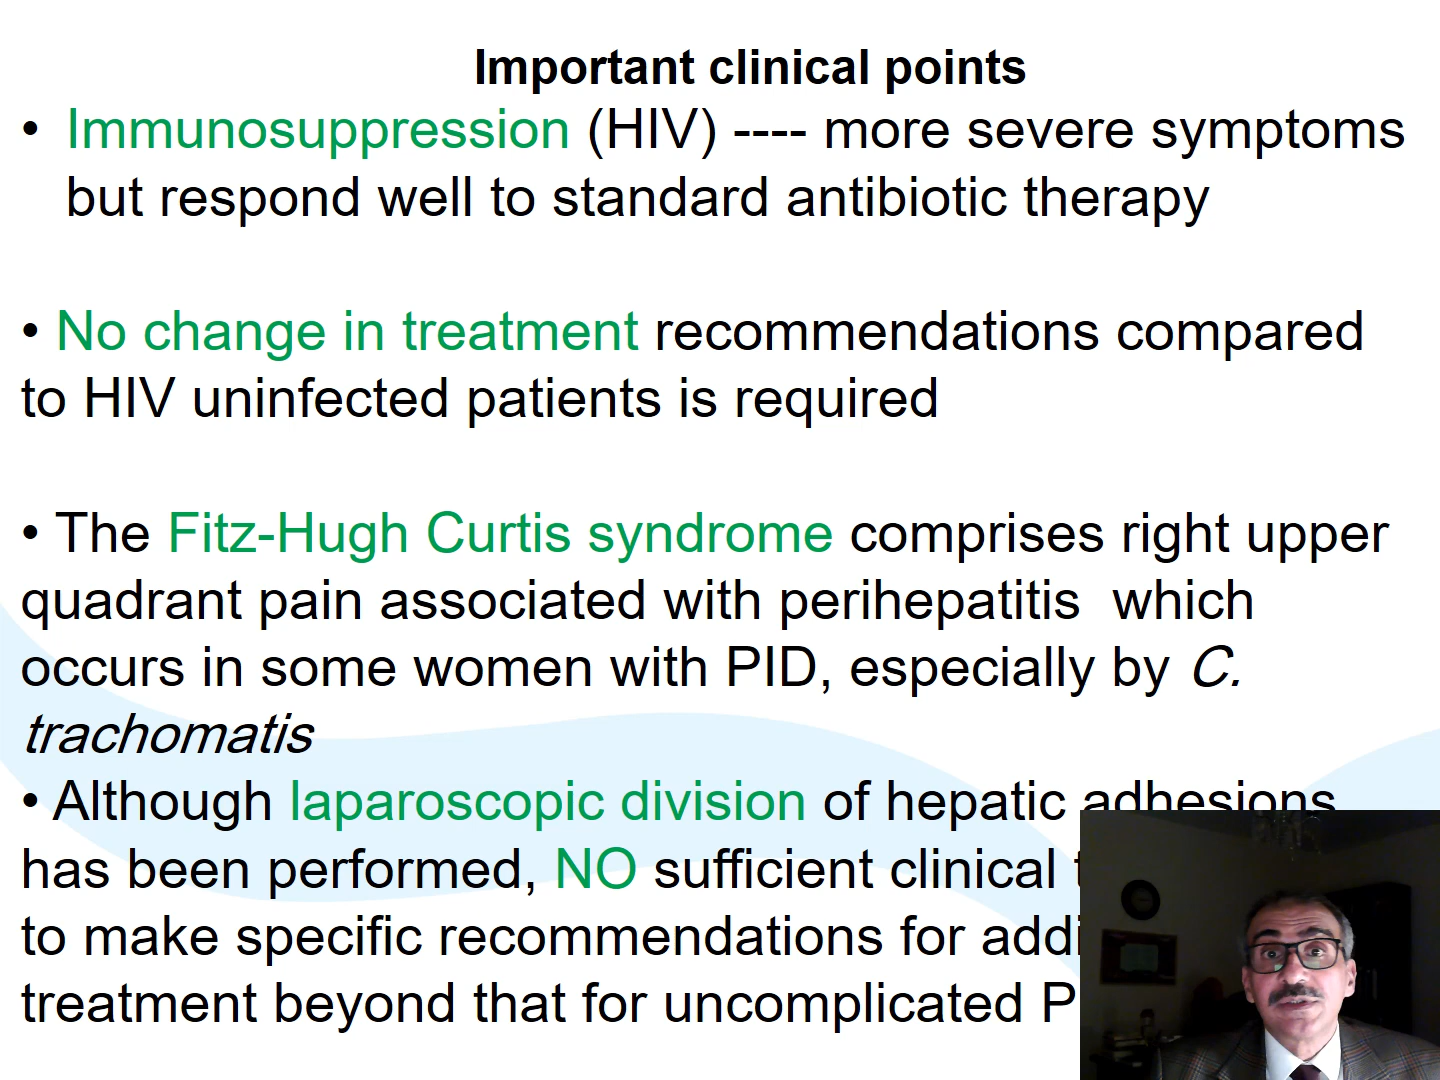 Important clinical points
• Immunosuppression (HIV) ---- more severe symptoms
but respond well to standard antibiotic therapy
• No change in treatment recommendations compared
to HIV uninfected patients is required
• The Fitz-Hugh Curtis syndrome comprises right upper
quadrant pain associated with perihepatitis which
occurs in some women with PID, especially by C.
trachomatis
• Although laparoscopic division of hepatic adhesions
has been performed, NO sufficient clinical
to make specific recommendations for
treatment beyond that for uncomplicated